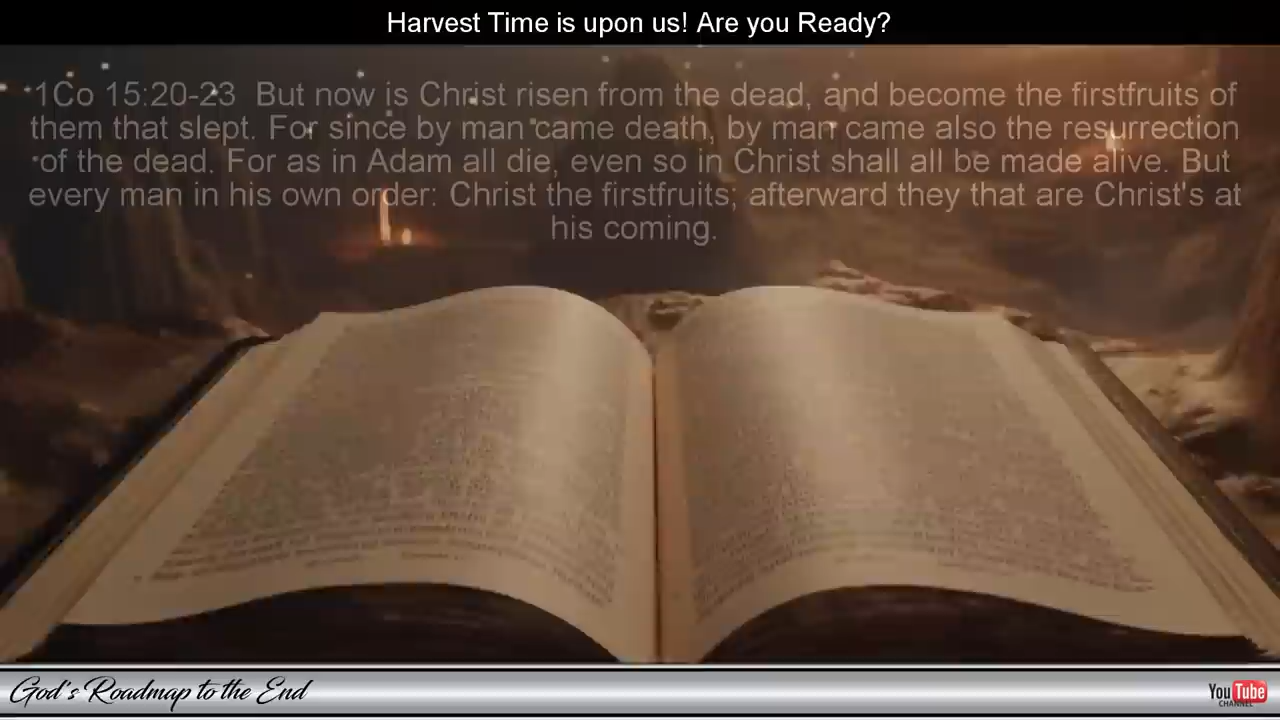 Harvest Time is upon us! Are you Ready?
1Co 15:20-23 But now is Christ risen from the dead, and become the firstfruits of
them that slept. For since by man came death, by man came also the resurrection
of the dead. For as in Adam all die, even so in Christ shall all be made alive. But
every man in his own order: Christ the firstfruits; afterward they that are Christ's at
his coming.
God's Roadmap to the End
YouTube
CHANNEL